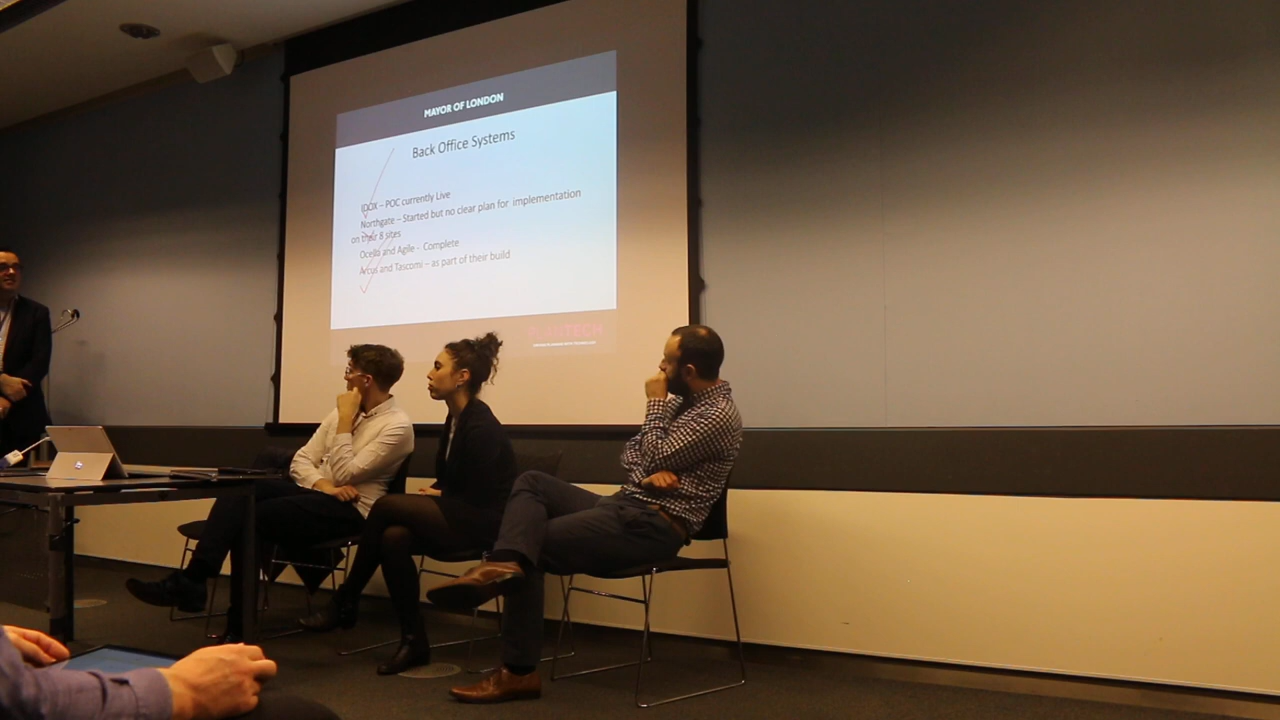 MAYOR OF LONDON
Back Office Systems
IDOX – POC currently Live
Northgate – Started but no clear plan for implementation
on their 8 sites
Ocella and Agile - Complete
Arcus and Tascomi – as part of their build